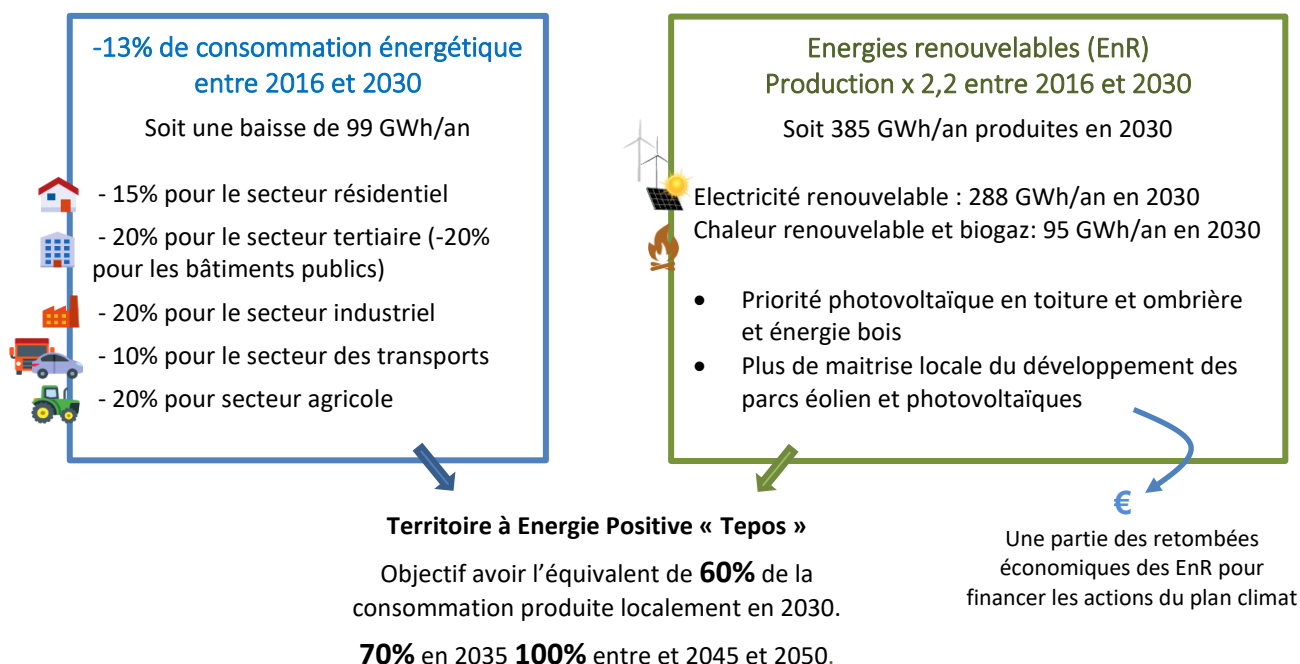 -13% de consommation énergétique
entre 2016 et 2030
Soit une baisse de 99 GWh/an
- 15% pour le secteur résidentiel
- 20% pour le secteur tertiaire (-20%
pour les bâtiments publics)
- 20% pour le secteur industriel
- 10% pour le secteur des transports
- 20% pour secteur agricole
Energies renouvelables (EnR)
Production x 2,2 entre 2016 et 2030
Soit 385 GWh/an produites en 2030
Electricité renouvelable : 288 GWh/an en 2030
Chaleur renouvelable et biogaz: 95 GWh/an en 2030
• Priorité photovoltaïque en toiture et ombrière
et énergie bois
• Plus de maitrise locale du développement des
parcs éolien et photovoltaïques
Territoire à Energie Positive « Tepos »
Objectif avoir l'équivalent de 60% de la
consommation produite localement en 2030.
70% en 2035 100% entre et 2045 et 2050.
€
Une partie des retombées
économiques des EnR pour
financer les actions du plan climat